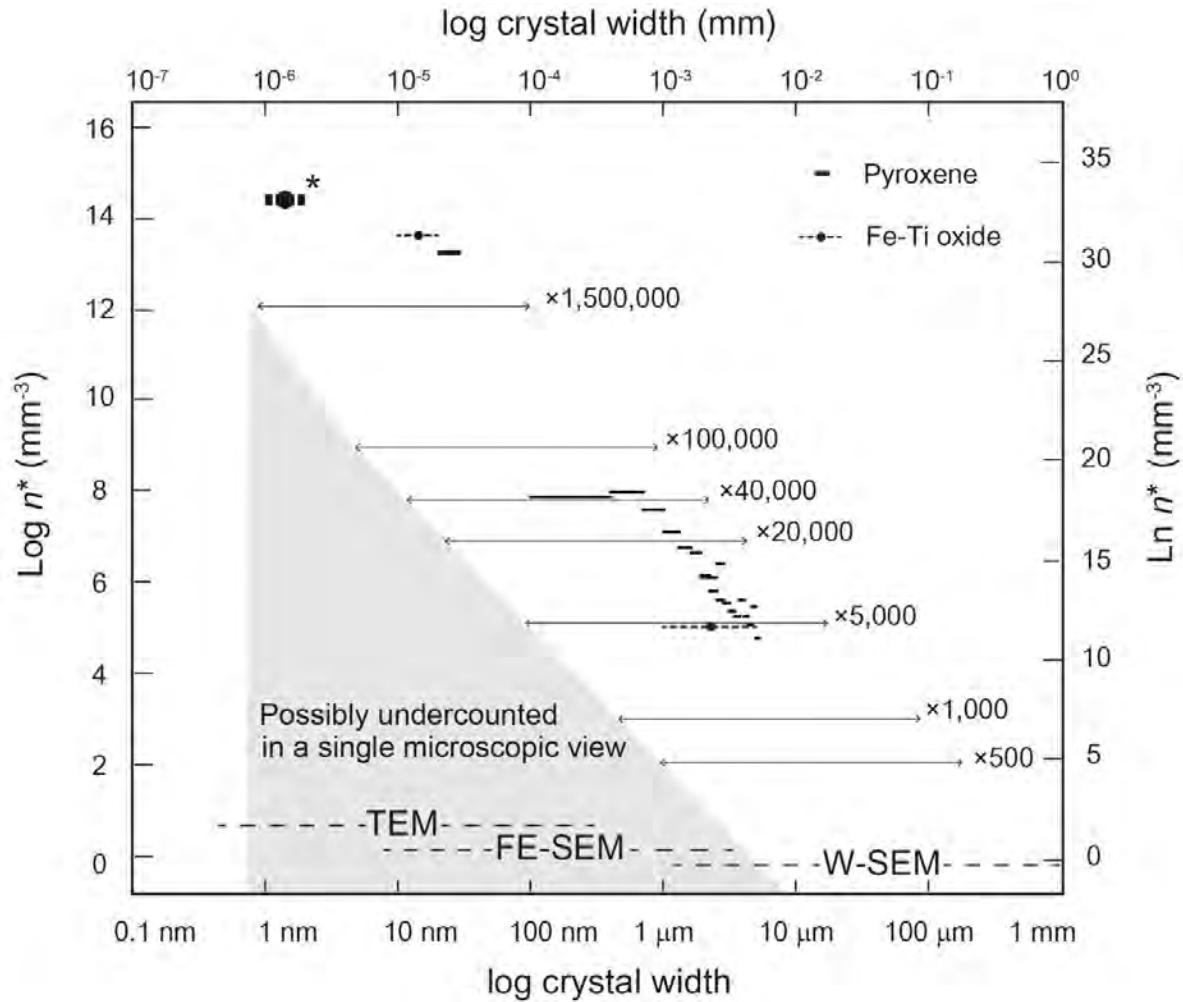 log crystal width (mm)
10⁻⁷ 10⁻⁶ 10⁻⁵ 10⁻⁴ 10⁻³ 10⁻² 10⁻¹ 10⁰
16
14
12
10
8
6
4
2
0
Log n* (mm⁻³)
35
30
25
20
15
10
5
0
Ln n* (mm⁻³)
*
Pyroxene
Fe-Ti oxide
×1,500,000
×100,000
×40,000
×20,000
×5,000
×1,000
×500
Possibly undercounted
in a single microscopic view
TEM
FE-SEM
W-SEM
0.1 nm 1 nm 10 nm 100 nm 1 μm 10 μm 100 μm 1 mm
log crystal width